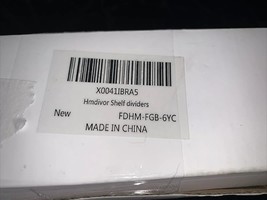 X0041IBRA5
Hmdivor Shelf dividers
New
FDHM-FGB-6YC
MADE IN CHINA